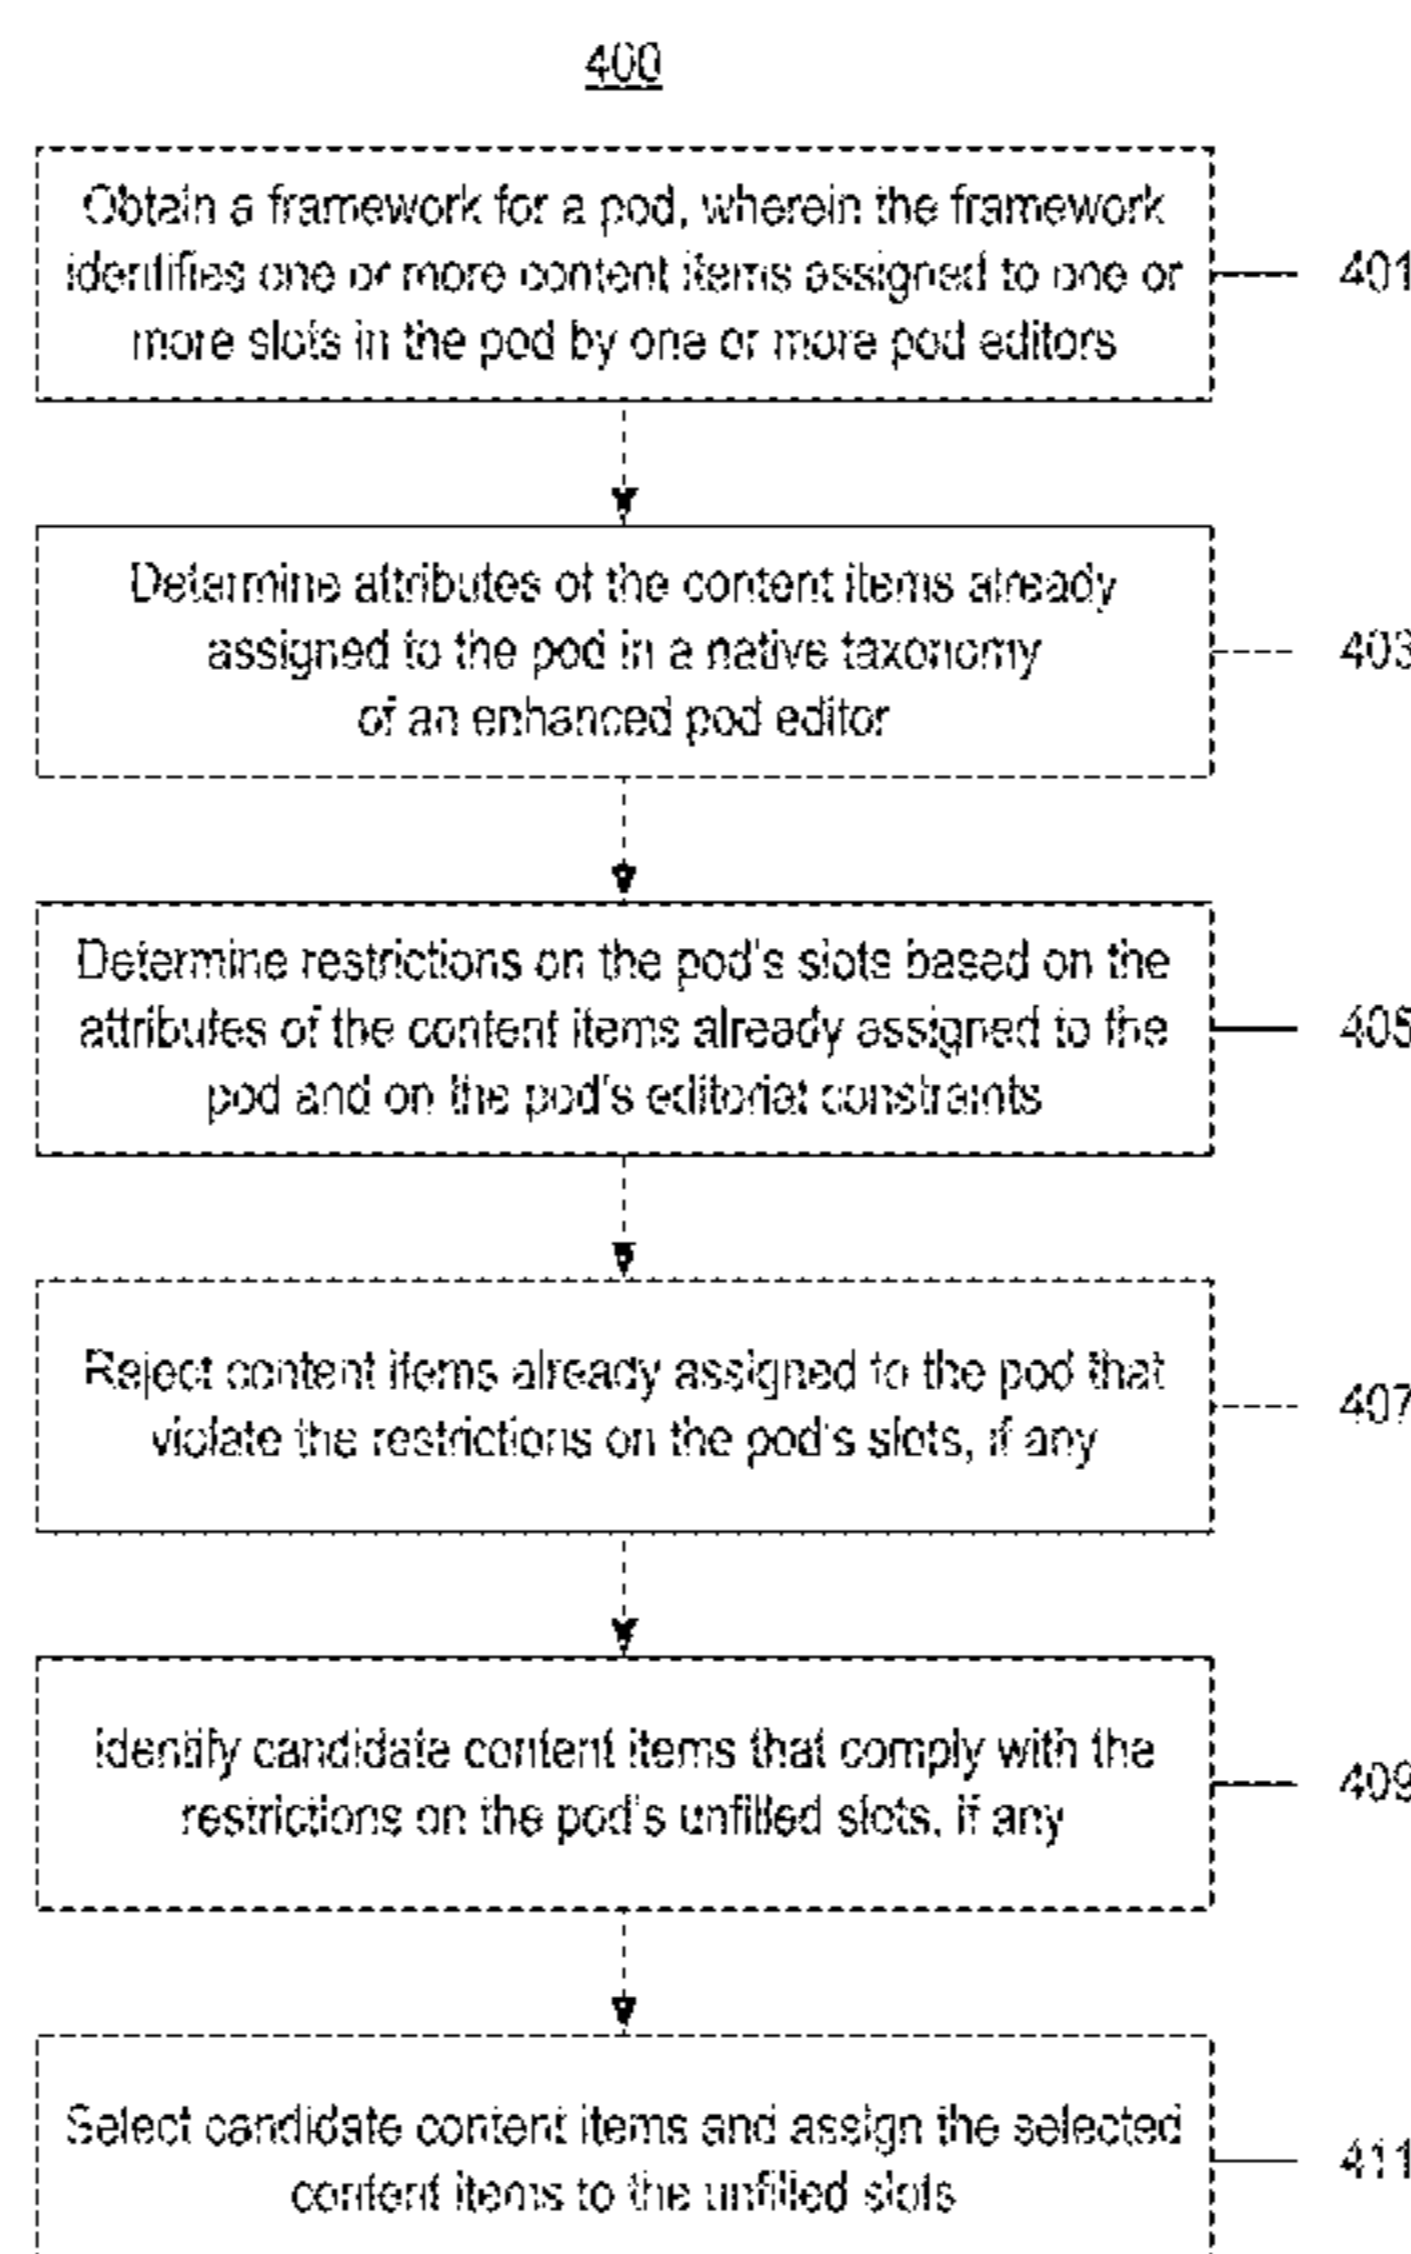 400
Obtain a framework for a pod, wherein the framework
identifies one or more content items assigned to one or
more slots in the pod by one or more pod editors
401
Determine attributes of the content items already
assigned to the pod in a native taxonomy
of an enhanced pod editor
403
Determine restrictions on the pod's slots based on the
attributes of the content items already assigned to the
pod and on the pod's editorial constraints
405
Reject content items already assigned to the pod that
violate the restrictions on the pod's slots, if any
407
Identify candidate content items that comply with the
restrictions on the pod's unfilled slots, if any
409
Select candidate content items and assign the selected
content items to the unfilled slots
411